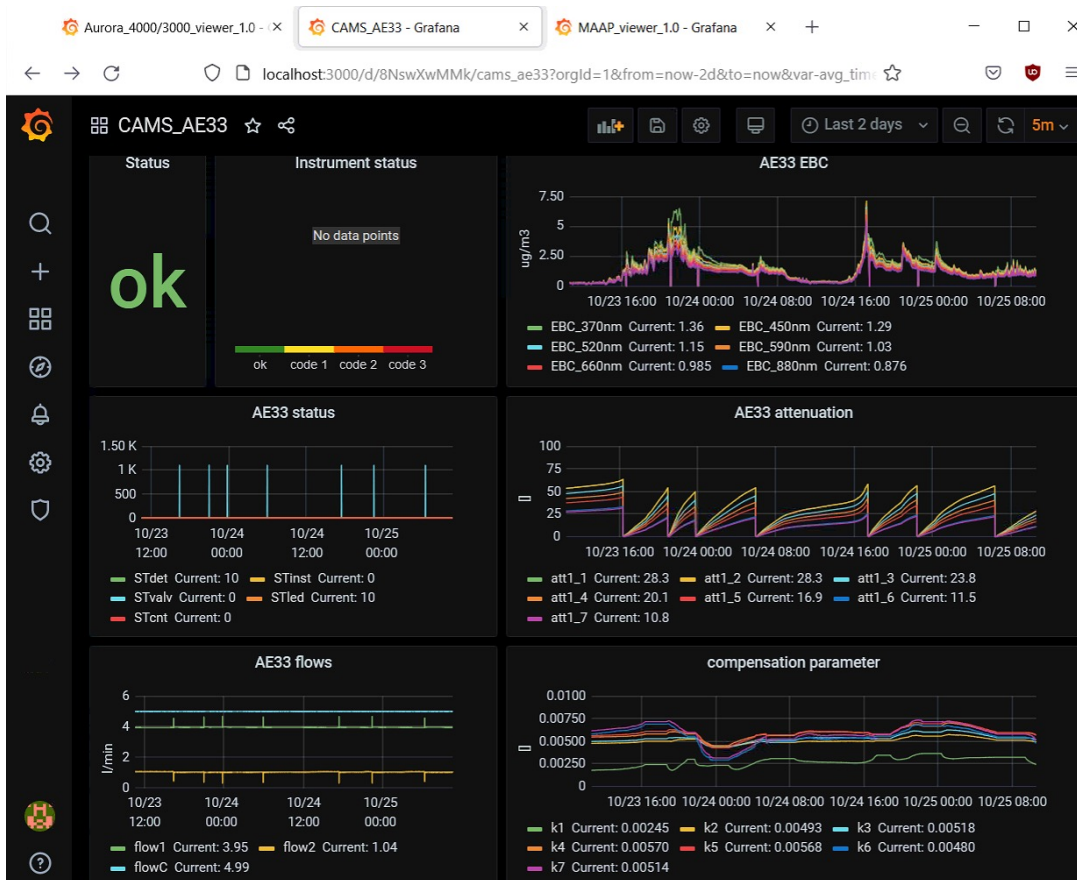 Aurora_4000/3000_viewer_1.0 -
CAMS_AE33 - Grafana
MAAP_viewer_1.0 - Grafana
localhost:3000/d/8NswXwMMk/cams_ae33?orgId=1&from=now-2d&to=now&var-avg_time
CAMS_AE33
Last 2 days
5m
Status
ok
Instrument status
No data points
ok code 1 code 2 code 3
AE33 EBC
7.50
5
2.50
0
ug/m3
10/23 16:00 10/24 00:00 10/24 08:00 10/24 16:00 10/25 00:00 10/25 08:00
EBC_370nm Current: 1.36 EBC_450nm Current: 1.29
EBC_520nm Current: 1.15 EBC_590nm Current: 1.03
EBC_660nm Current: 0.985 EBC_880nm Current: 0.876
AE33 status
1.50 K
1 K
500
0
10/23 10/24 10/24 10/25
12:00 00:00 12:00 00:00
STdet Current: 10 STinst Current: 0
STvalv Current: 0 STled Current: 10
STcnt Current: 0
AE33 attenuation
100
75
50
25
0
[]
10/23 16:00 10/24 00:00 10/24 08:00 10/24 16:00 10/25 00:00 10/25 08:00
att1_1 Current: 28.3 att1_2 Current: 28.3 att1_3 Current: 23.8
att1_4 Current: 20.1 att1_5 Current: 16.9 att1_6 Current: 11.5
att1_7 Current: 10.8
AE33 flows
6
4
2
0
l/min
10/23 10/24 10/24 10/25
12:00 00:00 12:00 00:00
flow1 Current: 3.95 flow2 Current: 1.04
flowC Current: 4.99
compensation parameter
0.0100
0.00750
0.00500
0.00250
0
[]
10/23 16:00 10/24 00:00 10/24 08:00 10/24 16:00 10/25 00:00 10/25 08:00
k1 Current: 0.00245 k2 Current: 0.00493 k3 Current: 0.00518
k4 Current: 0.00570 k5 Current: 0.00568 k6 Current: 0.00480
k7 Current: 0.00514